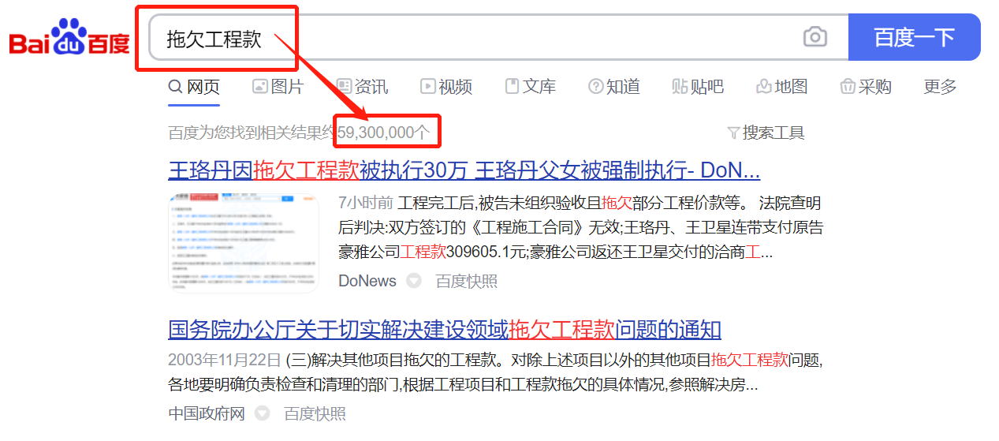 Bai du 百度
拖欠工程款
百度一下
网页 图片 资讯 视频 文库 知道 贴吧 地图 采购 更多
百度为您找到相关结果约59,300,000个 搜索工具
王珞丹因拖欠工程款被执行30万 王珞丹父女被强制执行- DoN...
7小时前 工程完工后,被告未组织验收且拖欠部分工程价款等。 法院查明
后判决:双方签订的《工程施工合同》无效;王珞丹、王卫星连带支付原告
豪雅公司工程款309605.1元;豪雅公司返还王卫星交付的洽商工...
DoNews 百度快照
国务院办公厅关于切实解决建设领域拖欠工程款问题的通知
2003年11月22日 (三)解决其他项目拖欠的工程款。对除上述项目以外的其他项目拖欠工程款问题,
各地要明确负责检查和清理的部门,根据工程项目和工程款拖欠的具体情况,参照解决房...
中国政府网 百度快照